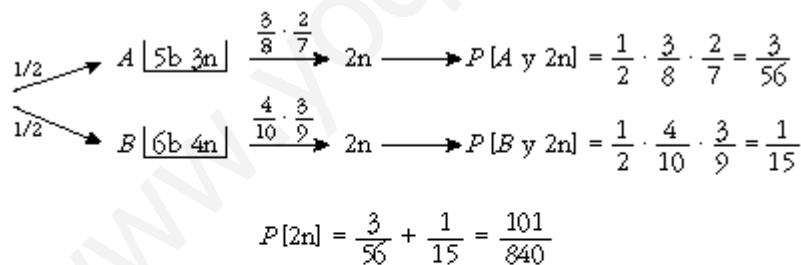 1/2 A 5b 3n 3/8 · 2/7 2n P[A y 2n] = 1/2 · 3/8 · 2/7 = 3/56
1/2 B 6b 4n 4/10 · 3/9 2n P[B y 2n] = 1/2 · 4/10 · 3/9 = 1/15
P[2n] = 3/56 + 1/15 = 101/840
www.yo